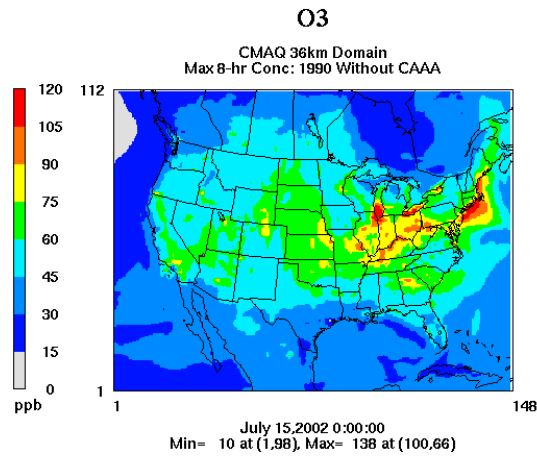 O3
CMAQ 36km Domain
Max 8-hr Conc: 1990 Without CAAA
120
105
90
75
60
45
30
15
0
ppb
112
1
1
148
July 15,2002 0:00:00
Min= 10 at (1,98), Max= 138 at (100,66)